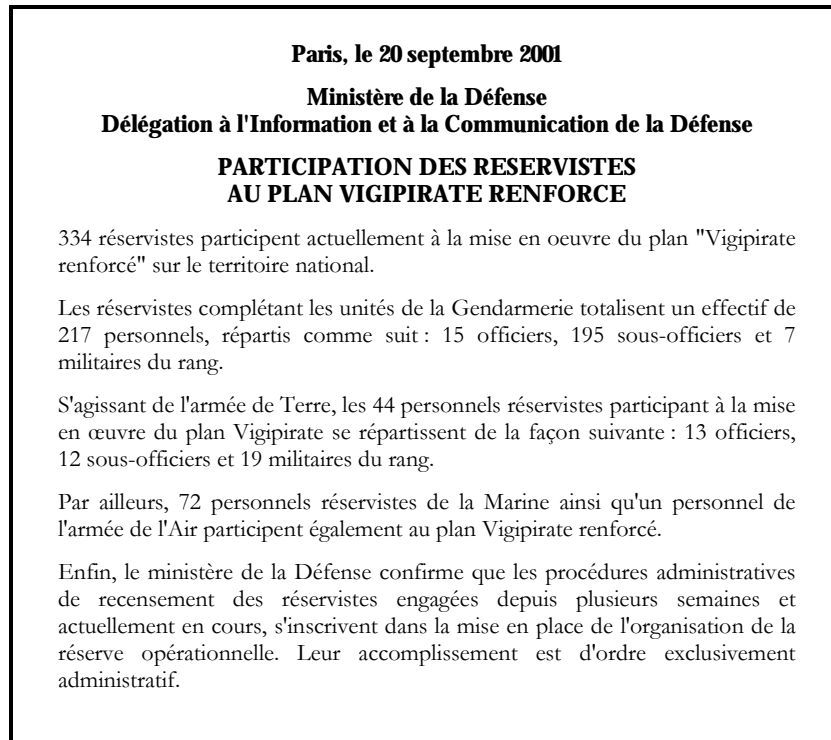 Paris, le 20 septembre 2001
Ministère de la Défense
Délégation à l'Information et à la Communication de la Défense
PARTICIPATION DES RESERVISTES
AU PLAN VIGIPIRATE RENFORCE
334 réservistes participent actuellement à la mise en oeuvre du plan "Vigipirate
renforcé" sur le territoire national.
Les réservistes complétant les unités de la Gendarmerie totalisent un effectif de
217 personnels, répartis comme suit : 15 officiers, 195 sous-officiers et 7
militaires du rang.
S'agissant de l'armée de Terre, les 44 personnels réservistes participant à la mise
en œuvre du plan Vigipirate se répartissent de la façon suivante : 13 officiers,
12 sous-officiers et 19 militaires du rang.
Par ailleurs, 72 personnels réservistes de la Marine ainsi qu'un personnel de
l'armée de l'Air participent également au plan Vigipirate renforcé.
Enfin, le ministère de la Défense confirme que les procédures administratives
de recensement des réservistes engagées depuis plusieurs semaines et
actuellement en cours, s'inscrivent dans la mise en place de l'organisation de la
réserve opérationnelle. Leur accomplissement est d'ordre exclusivement
administratif.